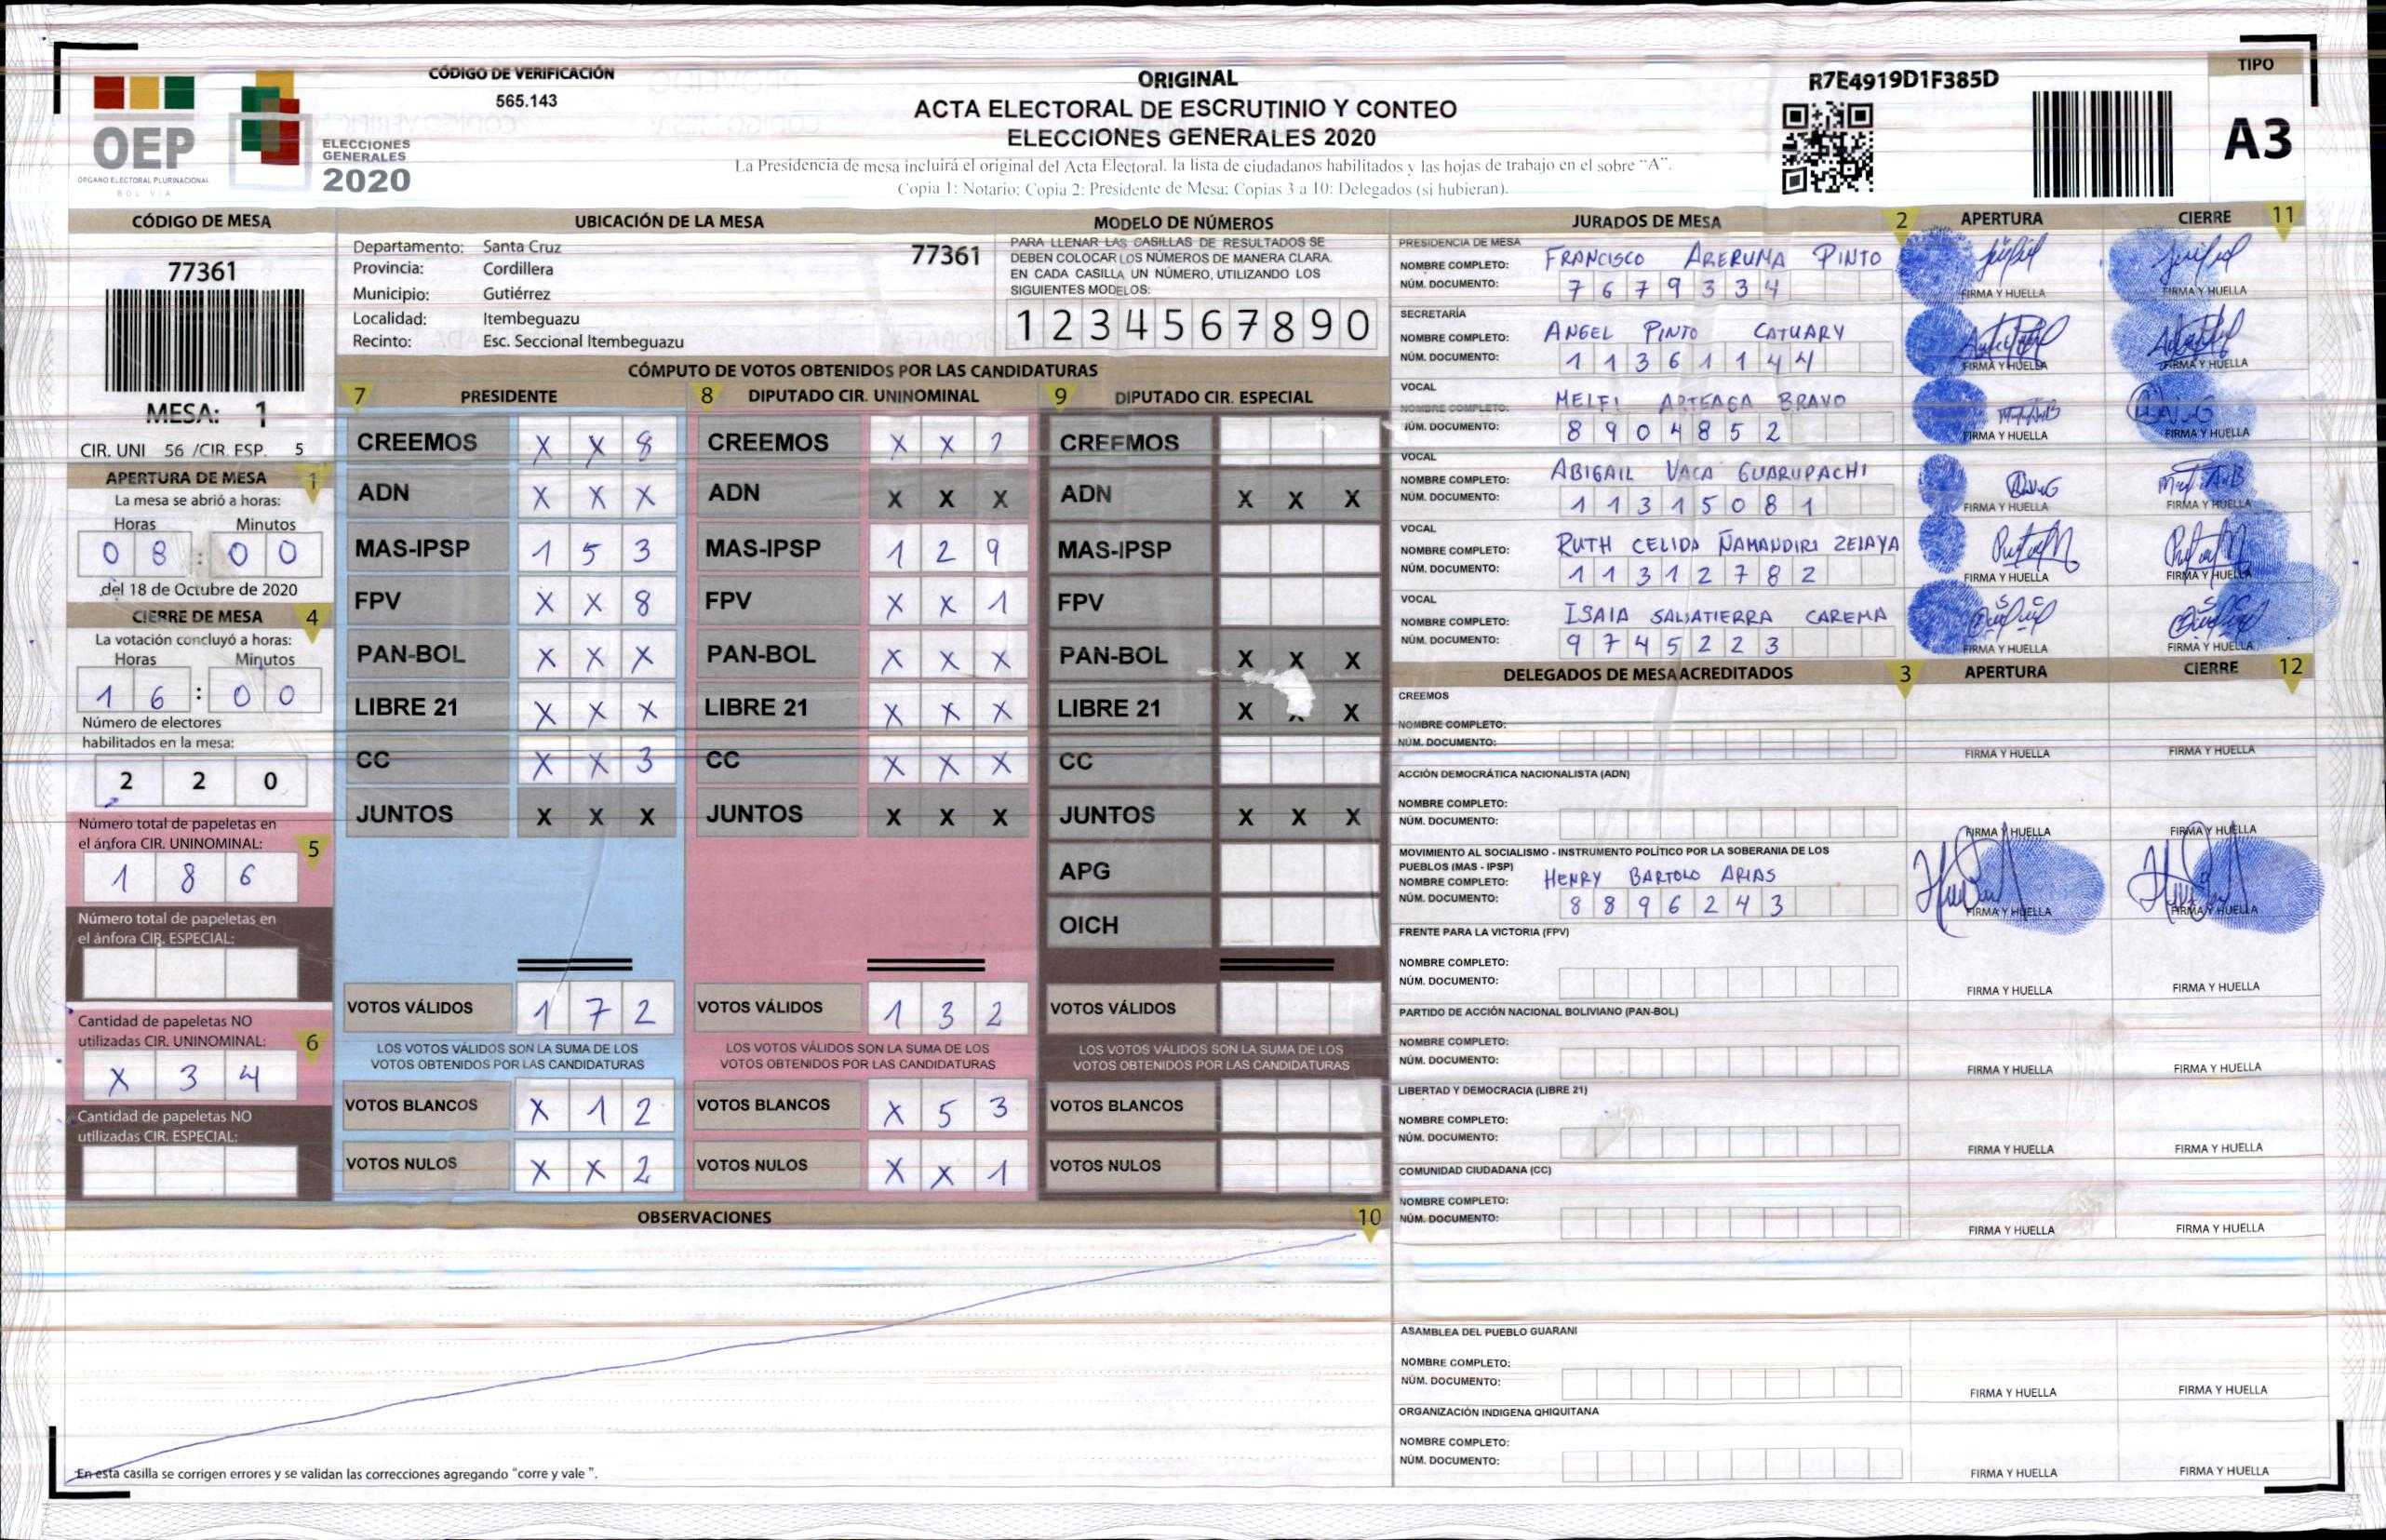 CÓDIGO DE VERIFICACIÓN
565.143
OEP
ÓRGANO ELECTORAL PLURINACIONAL
BOLIVIA
ELECCIONES
GENERALES
2020
ORIGINAL
ACTA ELECTORAL DE ESCRUTINIO Y CONTEO
ELECCIONES GENERALES 2020
La Presidencia de mesa incluirá el original del Acta Electoral, la lista de ciudadanos habilitados y las hojas de trabajo en el sobre “A”.
Copia 1: Notario; Copia 2: Presidente de Mesa; Copias 3 a 10: Delegados (si hubieran).
R7E4919D1F385D
TIPO
A3
CÓDIGO DE MESA
77361
MESA: 1
CIR. UNI 56 /CIR. ESP. 5
APERTURA DE MESA 1
La mesa se abrió a horas:
Horas Minutos
0 8 : 0 0
del 18 de Octubre de 2020
CIERRE DE MESA 4
La votación concluyó a horas:
Horas Minutos
1 6 : 0 0
Número de electores
habilitados en la mesa:
2 2 0
Número total de papeletas en
el ánfora CIR. UNINOMINAL: 5
1 8 6
Número total de papeletas en
el ánfora CIR. ESPECIAL:
Cantidad de papeletas NO
utilizadas CIR. UNINOMINAL: 6
X 3 4
Cantidad de papeletas NO
utilizadas CIR. ESPECIAL:
UBICACIÓN DE LA MESA
Departamento: Santa Cruz 77361
Provincia: Cordillera
Municipio: Gutiérrez
Localidad: Itembeguazu
Recinto: Esc. Seccional Itembeguazu
MODELO DE NÚMEROS
PARA LLENAR LAS CASILLAS DE RESULTADOS SE
DEBEN COLOCAR LOS NÚMEROS DE MANERA CLARA.
EN CADA CASILLA UN NÚMERO, UTILIZANDO LOS
SIGUIENTES MODELOS:
1 2 3 4 5 6 7 8 9 0
CÓMPUTO DE VOTOS OBTENIDOS POR LAS CANDIDATURAS
7 PRESIDENTE
CREEMOS X X 8
ADN X X X
MAS-IPSP 1 5 3
FPV X X 8
PAN-BOL X X X
LIBRE 21 X X X
CC X X 3
JUNTOS X X X
VOTOS VÁLIDOS 1 7 2
LOS VOTOS VÁLIDOS SON LA SUMA DE LOS
VOTOS OBTENIDOS POR LAS CANDIDATURAS
VOTOS BLANCOS X 1 2
VOTOS NULOS X X 2
8 DIPUTADO CIR. UNINOMINAL
CREEMOS X X 2
ADN X X X
MAS-IPSP 1 2 9
FPV X X 1
PAN-BOL X X X
LIBRE 21 X X X
CC X X X
JUNTOS X X X
VOTOS VÁLIDOS 1 3 2
LOS VOTOS VÁLIDOS SON LA SUMA DE LOS
VOTOS OBTENIDOS POR LAS CANDIDATURAS
VOTOS BLANCOS X 5 3
VOTOS NULOS X X 1
9 DIPUTADO CIR. ESPECIAL
CREEMOS
ADN X X X
MAS-IPSP
FPV
PAN-BOL X X X
LIBRE 21 X X
CC
JUNTOS X X X
APG
OICH
VOTOS VÁLIDOS
LOS VOTOS VÁLIDOS SON LA SUMA DE LOS
VOTOS OBTENIDOS POR LAS CANDIDATURAS
VOTOS BLANCOS
VOTOS NULOS
OBSERVACIONES 10
En esta casilla se corrigen errores y se validan las correcciones agregando “corre y vale ”.
JURADOS DE MESA 2 APERTURA CIERRE 11
PRESIDENCIA DE MESA
NOMBRE COMPLETO: FRANCISCO ARERUMA PINTO
NÚM. DOCUMENTO: 7 6 7 9 3 3 4
FIRMA Y HUELLA FIRMA Y HUELLA
SECRETARÍA
NOMBRE COMPLETO: ANGEL PINTO CATUARY
NÚM. DOCUMENTO: 1 1 3 6 1 1 4 4
FIRMA Y HUELLA FIRMA Y HUELLA
VOCAL
NOMBRE COMPLETO: MELFI ARTEAGA BRAVO
NÚM. DOCUMENTO: 8 9 0 4 8 5 2
FIRMA Y HUELLA FIRMA Y HUELLA
VOCAL
NOMBRE COMPLETO: ABIGAIL VACA GUARUPACHI
NÚM. DOCUMENTO: 1 1 3 1 5 0 8 1
FIRMA Y HUELLA FIRMA Y HUELLA
VOCAL
NOMBRE COMPLETO: RUTH CELIDA ÑAMANDIRI ZELAYA
NÚM. DOCUMENTO: 1 1 3 1 2 7 8 2
FIRMA Y HUELLA FIRMA Y HUELLA
VOCAL
NOMBRE COMPLETO: ISAIA SALSATIERRA CAREMA
NÚM. DOCUMENTO: 9 7 4 5 2 2 3
FIRMA Y HUELLA FIRMA Y HUELLA
DELEGADOS DE MESA ACREDITADOS 3 APERTURA CIERRE 12
CREEMOS
NOMBRE COMPLETO:
NÚM. DOCUMENTO:
FIRMA Y HUELLA FIRMA Y HUELLA
ACCIÓN DEMOCRÁTICA NACIONALISTA (ADN)
NOMBRE COMPLETO:
NÚM. DOCUMENTO:
FIRMA Y HUELLA FIRMA Y HUELLA
MOVIMIENTO AL SOCIALISMO - INSTRUMENTO POLÍTICO POR LA SOBERANIA DE LOS
PUEBLOS (MAS - IPSP)
NOMBRE COMPLETO: HENRY BARTOLO ARIAS
NÚM. DOCUMENTO: 8 8 9 6 2 4 3
FIRMA Y HUELLA FIRMA Y HUELLA
FRENTE PARA LA VICTORIA (FPV)
NOMBRE COMPLETO:
NÚM. DOCUMENTO:
FIRMA Y HUELLA FIRMA Y HUELLA
PARTIDO DE ACCIÓN NACIONAL BOLIVIANO (PAN-BOL)
NOMBRE COMPLETO:
NÚM. DOCUMENTO:
FIRMA Y HUELLA FIRMA Y HUELLA
LIBERTAD Y DEMOCRACIA (LIBRE 21)
NOMBRE COMPLETO:
NÚM. DOCUMENTO:
FIRMA Y HUELLA FIRMA Y HUELLA
COMUNIDAD CIUDADANA (CC)
NOMBRE COMPLETO:
NÚM. DOCUMENTO:
FIRMA Y HUELLA FIRMA Y HUELLA
ASAMBLEA DEL PUEBLO GUARANI
NOMBRE COMPLETO:
NÚM. DOCUMENTO:
FIRMA Y HUELLA FIRMA Y HUELLA
ORGANIZACIÓN INDIGENA QHIQUITANA
NOMBRE COMPLETO:
NÚM. DOCUMENTO:
FIRMA Y HUELLA FIRMA Y HUELLA